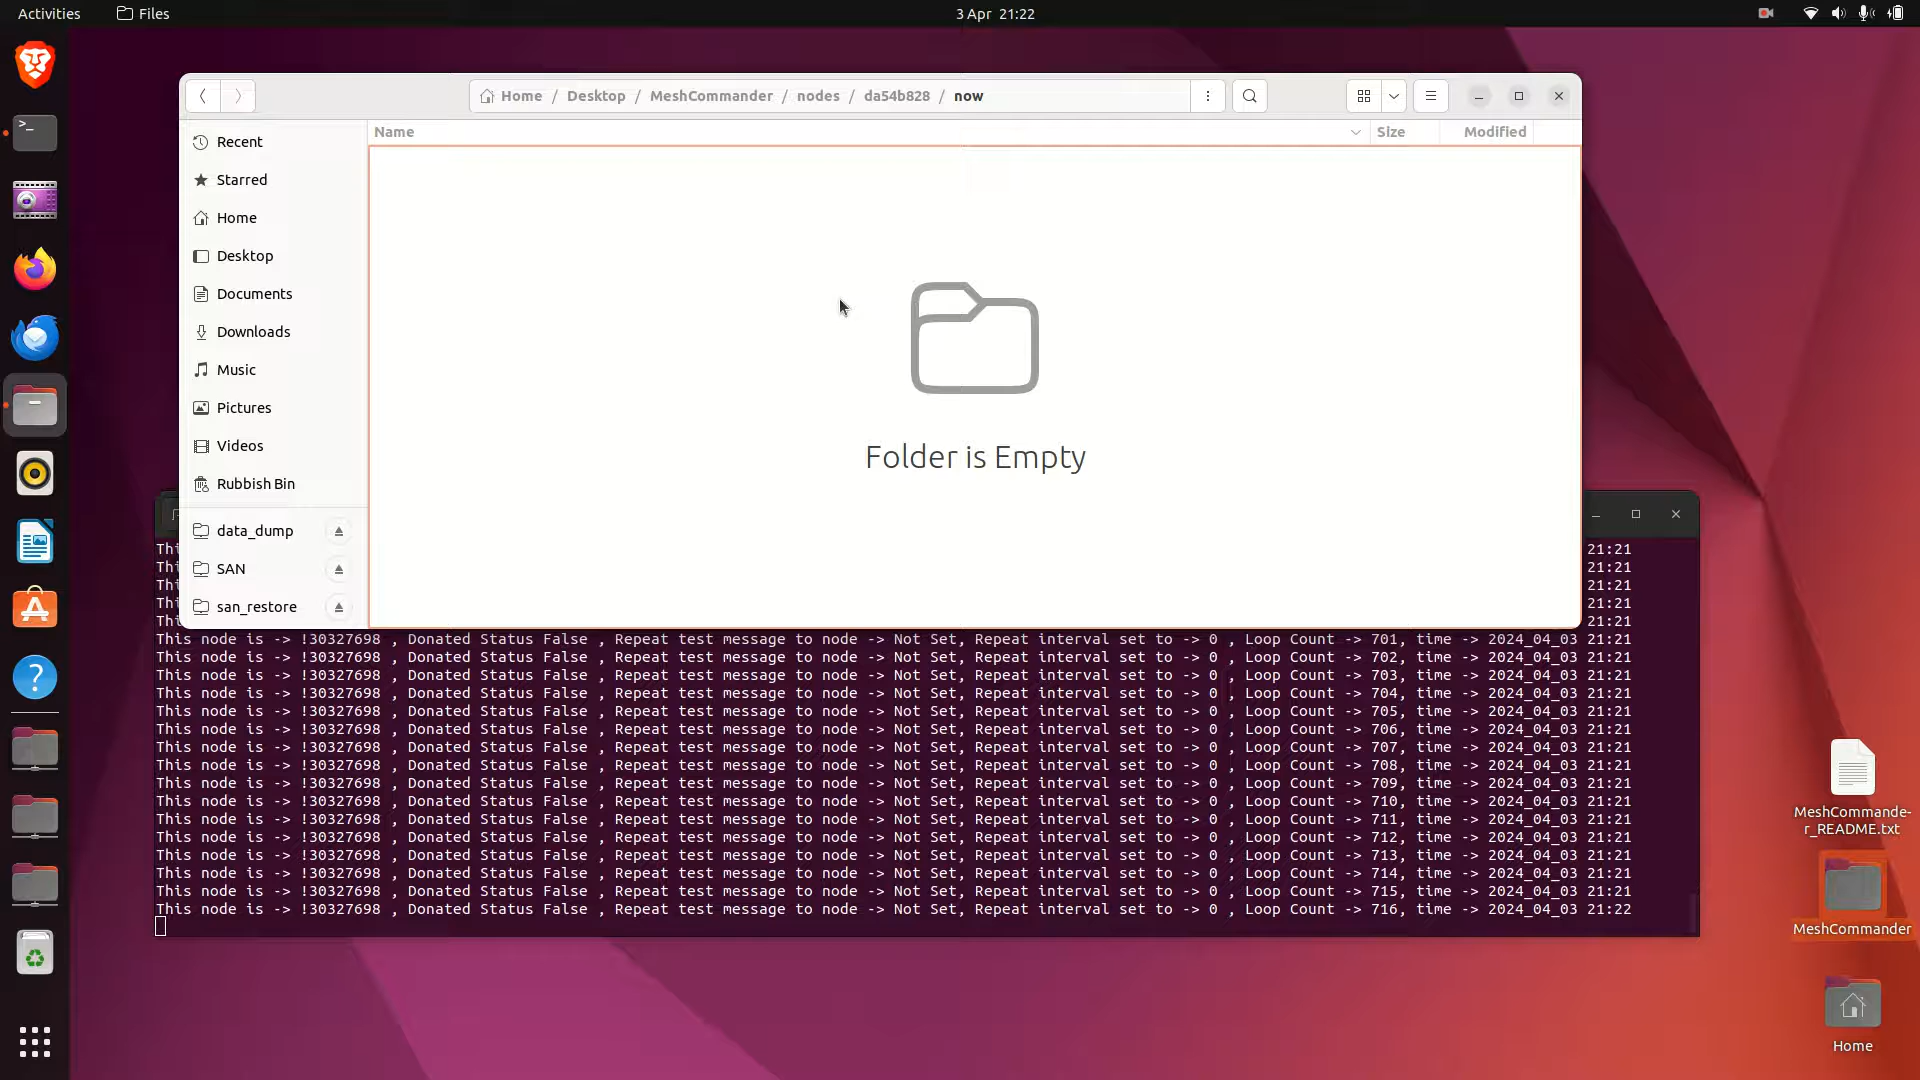 Activities
Files
3 Apr 21:22
Home / Desktop / MeshCommander / nodes / da54b828 / now
Name
Size
Modified
Recent
Starred
Home
Desktop
Documents
Downloads
Music
Pictures
Videos
Rubbish Bin
data_dump
SAN
san_restore
Folder is Empty
Thi 21:21
Thi 21:21
Thi 21:21
Thi 21:21
Thi 21:21
This node is -> !30327698 , Donated Status False , Repeat test message to node -> Not Set, Repeat interval set to -> 0 , Loop Count -> 701, time -> 2024_04_03 21:21
This node is -> !30327698 , Donated Status False , Repeat test message to node -> Not Set, Repeat interval set to -> 0 , Loop Count -> 702, time -> 2024_04_03 21:21
This node is -> !30327698 , Donated Status False , Repeat test message to node -> Not Set, Repeat interval set to -> 0 , Loop Count -> 703, time -> 2024_04_03 21:21
This node is -> !30327698 , Donated Status False , Repeat test message to node -> Not Set, Repeat interval set to -> 0 , Loop Count -> 704, time -> 2024_04_03 21:21
This node is -> !30327698 , Donated Status False , Repeat test message to node -> Not Set, Repeat interval set to -> 0 , Loop Count -> 705, time -> 2024_04_03 21:21
This node is -> !30327698 , Donated Status False , Repeat test message to node -> Not Set, Repeat interval set to -> 0 , Loop Count -> 706, time -> 2024_04_03 21:21
This node is -> !30327698 , Donated Status False , Repeat test message to node -> Not Set, Repeat interval set to -> 0 , Loop Count -> 707, time -> 2024_04_03 21:21
This node is -> !30327698 , Donated Status False , Repeat test message to node -> Not Set, Repeat interval set to -> 0 , Loop Count -> 708, time -> 2024_04_03 21:21
This node is -> !30327698 , Donated Status False , Repeat test message to node -> Not Set, Repeat interval set to -> 0 , Loop Count -> 709, time -> 2024_04_03 21:21
This node is -> !30327698 , Donated Status False , Repeat test message to node -> Not Set, Repeat interval set to -> 0 , Loop Count -> 710, time -> 2024_04_03 21:21
This node is -> !30327698 , Donated Status False , Repeat test message to node -> Not Set, Repeat interval set to -> 0 , Loop Count -> 711, time -> 2024_04_03 21:21
This node is -> !30327698 , Donated Status False , Repeat test message to node -> Not Set, Repeat interval set to -> 0 , Loop Count -> 712, time -> 2024_04_03 21:21
This node is -> !30327698 , Donated Status False , Repeat test message to node -> Not Set, Repeat interval set to -> 0 , Loop Count -> 713, time -> 2024_04_03 21:21
This node is -> !30327698 , Donated Status False , Repeat test message to node -> Not Set, Repeat interval set to -> 0 , Loop Count -> 714, time -> 2024_04_03 21:21
This node is -> !30327698 , Donated Status False , Repeat test message to node -> Not Set, Repeat interval set to -> 0 , Loop Count -> 715, time -> 2024_04_03 21:21
This node is -> !30327698 , Donated Status False , Repeat test message to node -> Not Set, Repeat interval set to -> 0 , Loop Count -> 716, time -> 2024_04_03 21:22
MeshCommande-
r_README.txt
MeshCommander
Home